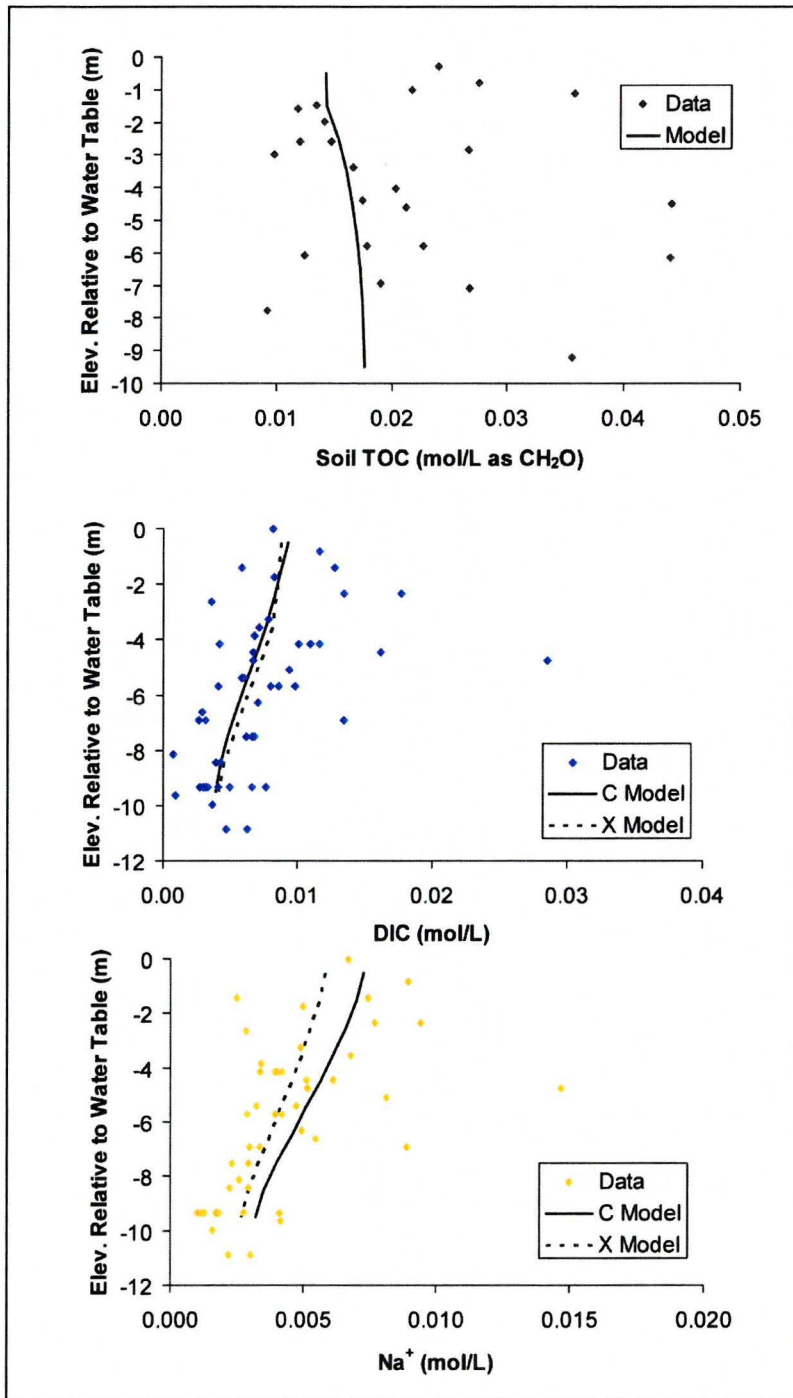 Elev. Relative to Water Table (m)
0
-1
-2
-3
-4
-5
-6
-7
-8
-9
-10
0.00
0.01
0.02
0.03
0.04
0.05
Soil TOC (mol/L as CH₂O)
Data
Model
Elev. Relative to Water Table (m)
0
-2
-4
-6
-8
-10
-12
0.00
0.01
0.02
0.03
0.04
DIC (mol/L)
Data
C Model
X Model
Elev. Relative to Water Table (m)
0
-2
-4
-6
-8
-10
-12
0.000
0.005
0.010
0.015
0.020
Na⁺ (mol/L)
Data
C Model
X Model